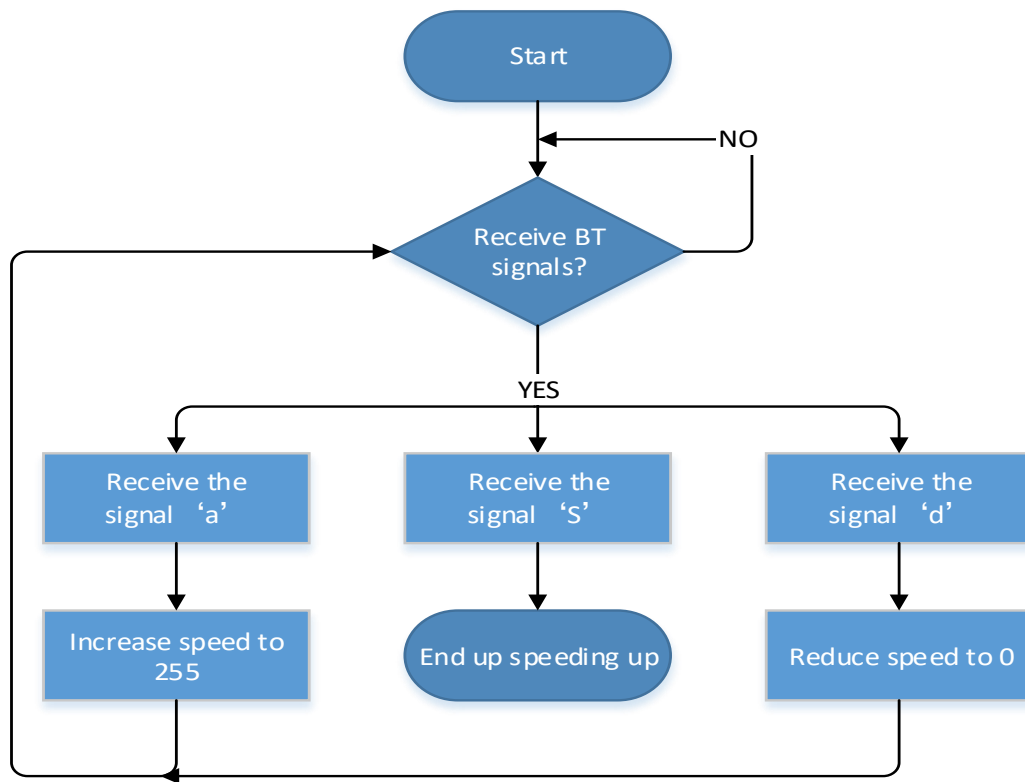 Start
NO
Receive BT
signals?
YES
Receive the
signal ‘a’
Receive the
signal ‘S’
Receive the
signal ‘d’
Increase speed to
255
End up speeding up
Reduce speed to 0